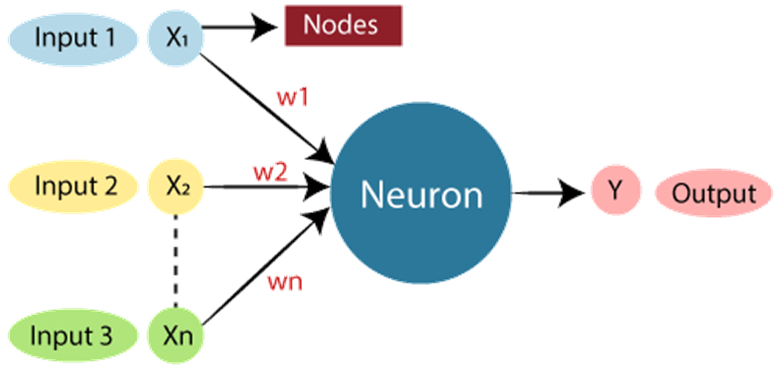 Input 1
X₁
Nodes
w1
Input 2
X₂
w2
Neuron
Y
Output
wn
Input 3
Xn